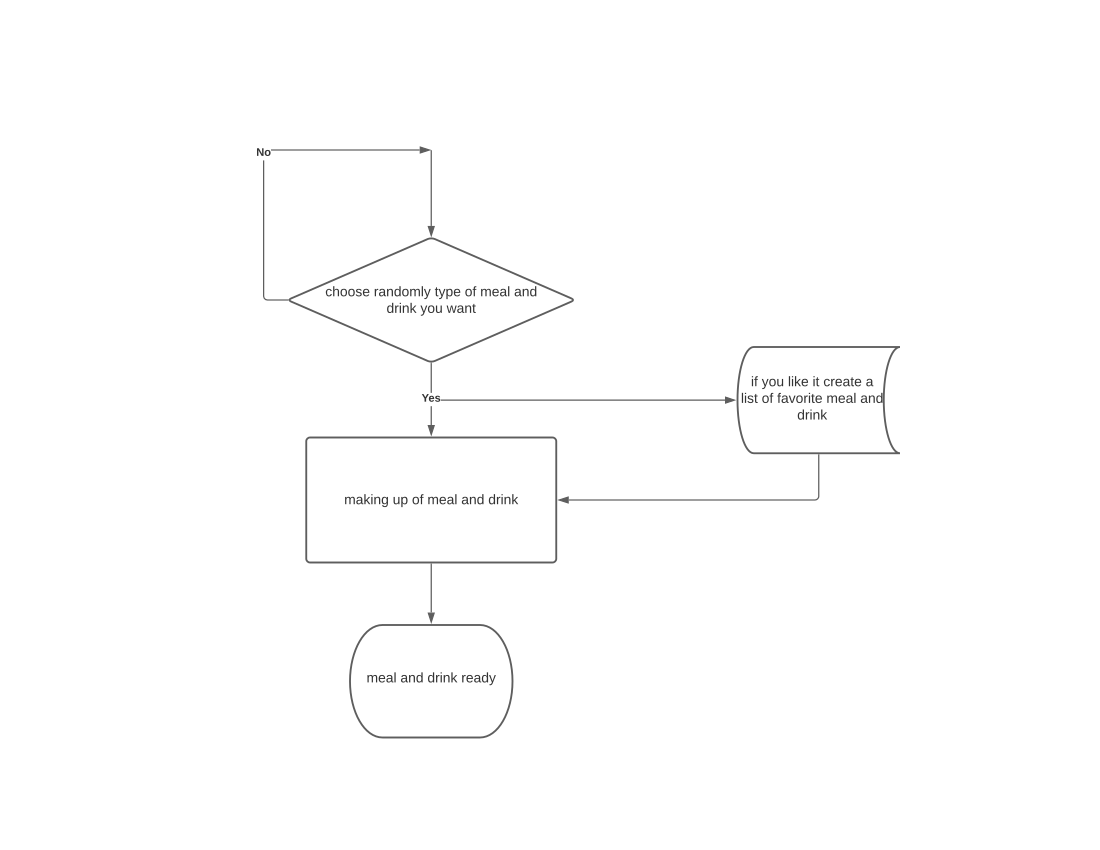 No
choose randomly type of meal and
drink you want
Yes
if you like it create a
list of favorite meal and
drink
making up of meal and drink
meal and drink ready